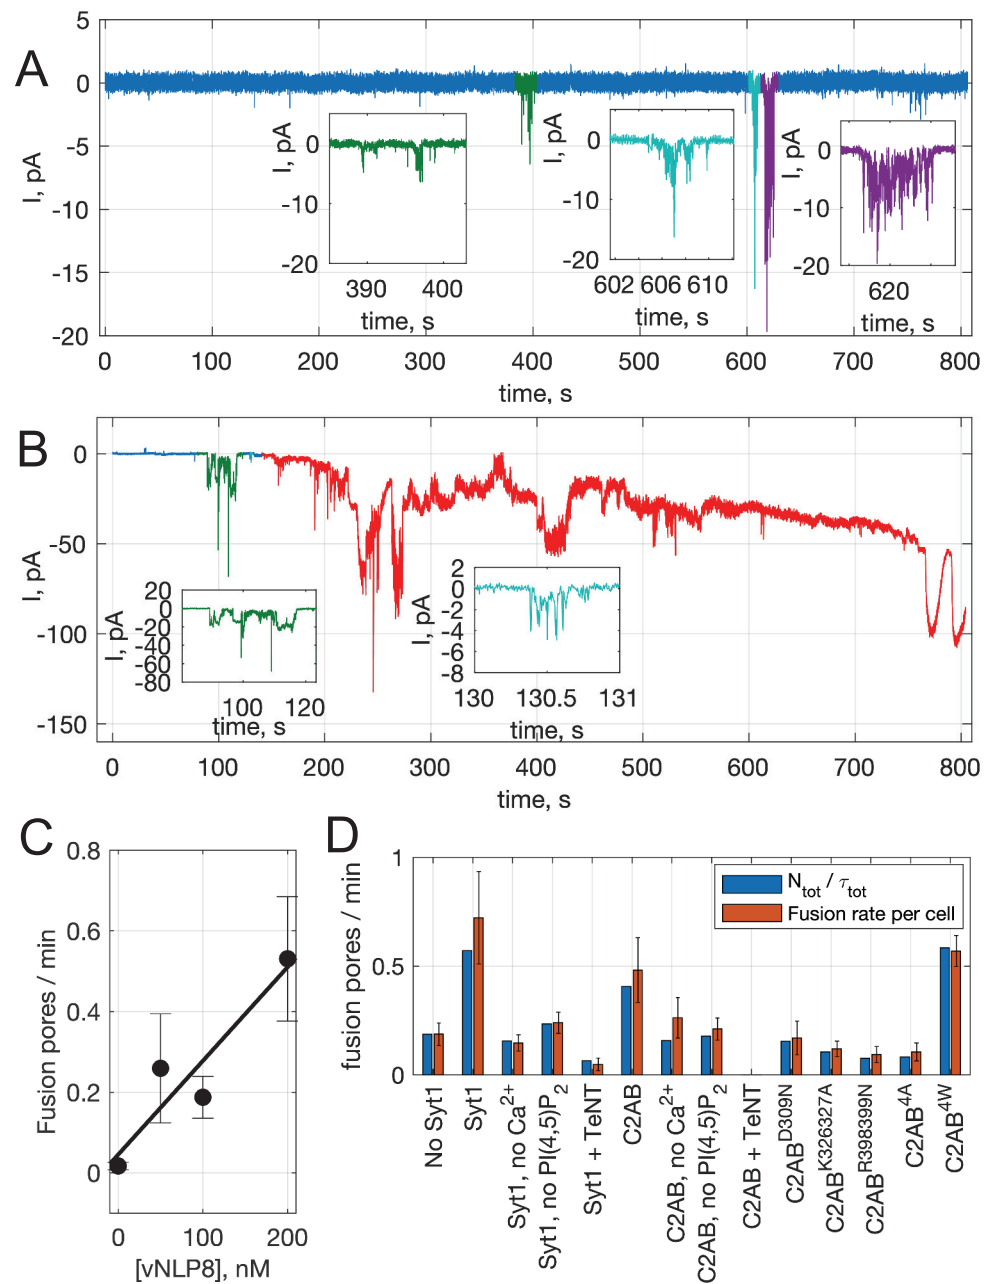 A
I, pA
5
0
-5
-10
-15
-20
0 100 200 300 400 500 600 700 800
time, s
I, pA
0
-10
-20
390 400
time, s
I, pA
0
-10
-20
602 606 610
time, s
I, pA
0
-10
-20
620
time, s
B
I, pA
0
-50
-100
-150
0 100 200 300 400 500 600 700 800
time, s
I, pA
20
0
-20
-40
-60
-80
100 120
time, s
I, pA
2
0
-2
-4
-6
-8
130 130.5 131
time, s
C
Fusion pores / min
0.8
0.6
0.4
0.2
0
0 100 200
[vNLP8], nM
D
fusion pores / min
1
0.5
0
N_tot / τ_tot
Fusion rate per cell
No Syt1
Syt1
Syt1, no Ca²⁺
Syt1, no PI(4,5)P₂
Syt1 + TeNT
C2AB
C2AB, no Ca²⁺
C2AB, no PI(4,5)P₂
C2AB + TeNT
C2AB^D309N
C2AB^K326327A
C2AB^R398399N
C2AB^4A
C2AB^4W